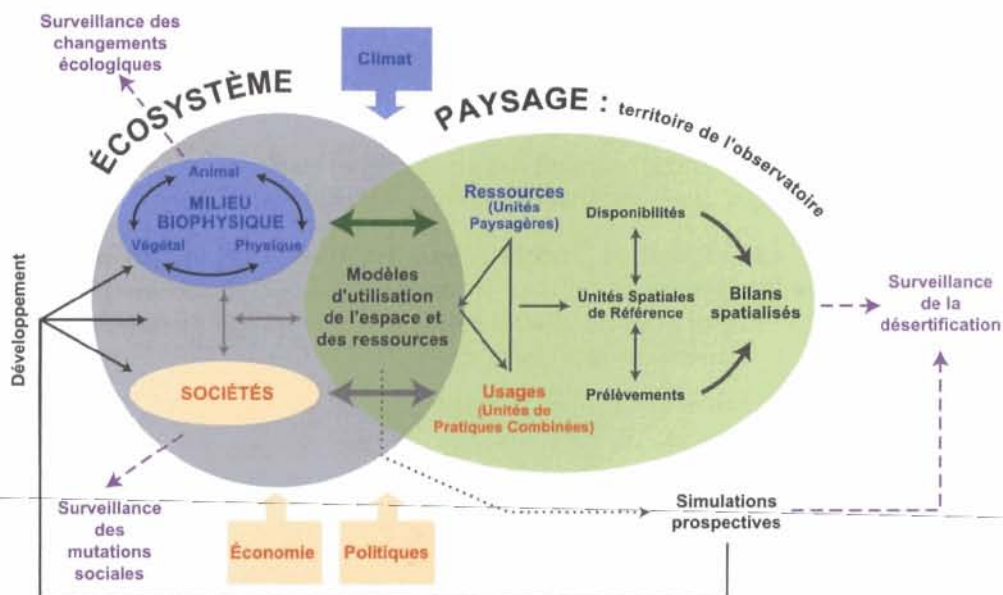 Surveillance des
changements
écologiques
Climat
ÉCOSYSTÈME
PAYSAGE : territoire de l'observatoire
Animal
MILIEU
BIOPHYSIQUE
Végétal
Physique
Ressources
(Unités
Paysagères)
Disponibilités
Modèles
d'utilisation
de l'espace et
des ressources
Unités Spatiales
de Référence
Bilans
spatialisés
Surveillance
de la
désertification
Développement
SOCIÉTÉS
Usages
(Unités de
Pratiques Combinées)
Prélèvements
Surveillance
des
mutations
sociales
Économie
Politiques
Simulations
prospectives